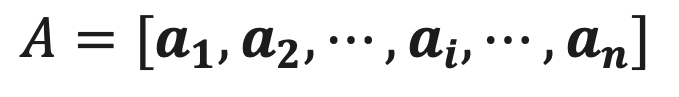 A = [a₁, a₂, ⋯, aᵢ, ⋯, aₙ]